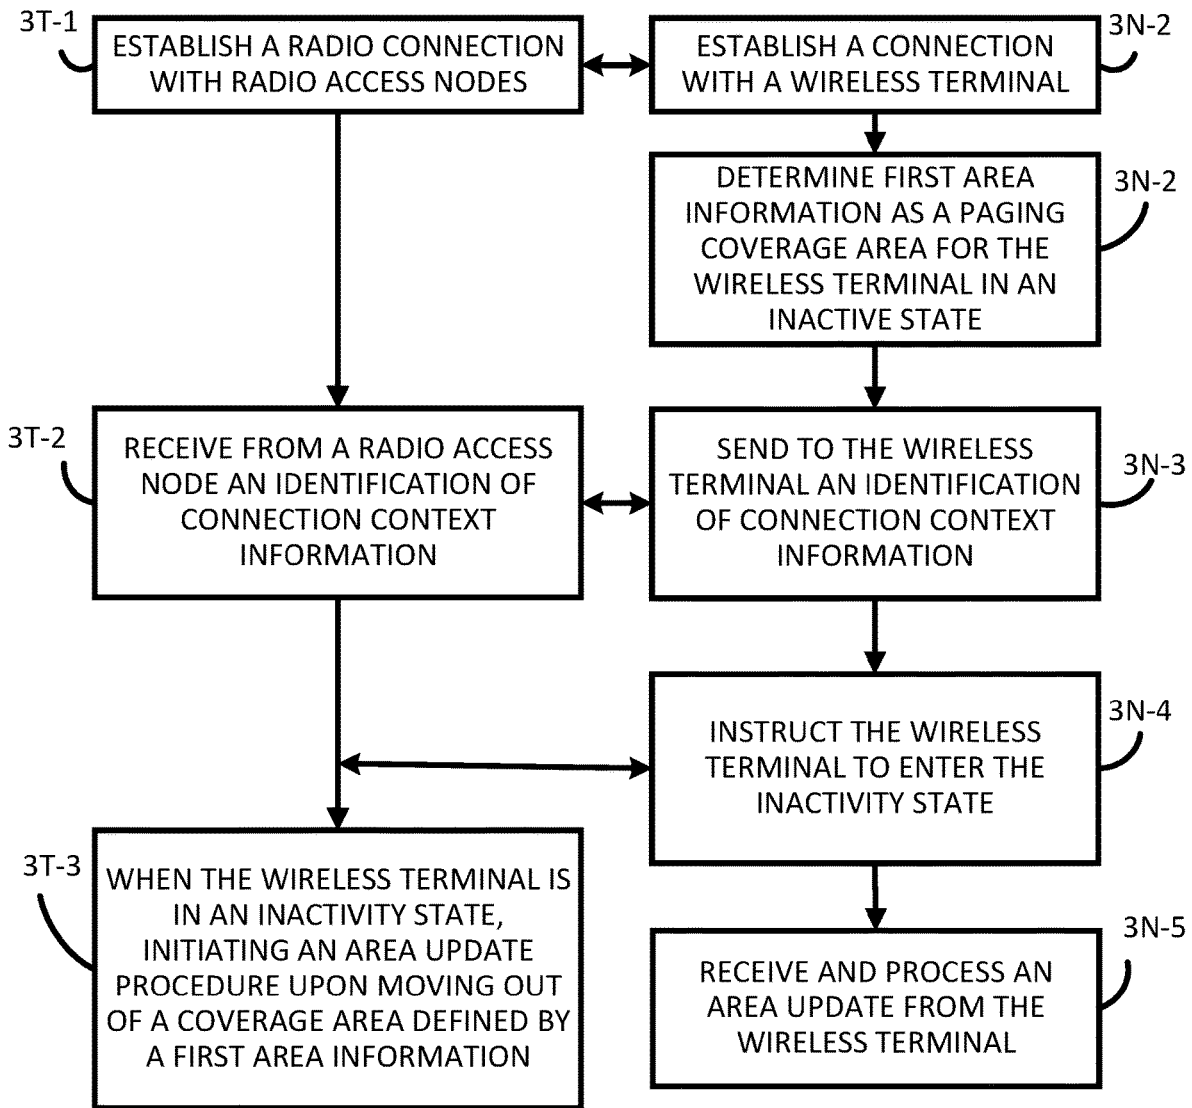 3T-1
ESTABLISH A RADIO CONNECTION
WITH RADIO ACCESS NODES
ESTABLISH A CONNECTION
WITH A WIRELESS TERMINAL
3N-2
DETERMINE FIRST AREA
INFORMATION AS A PAGING
COVERAGE AREA FOR THE
WIRELESS TERMINAL IN AN
INACTIVE STATE
3N-2
3T-2
RECEIVE FROM A RADIO ACCESS
NODE AN IDENTIFICATION OF
CONNECTION CONTEXT
INFORMATION
SEND TO THE WIRELESS
TERMINAL AN IDENTIFICATION
OF CONNECTION CONTEXT
INFORMATION
3N-3
INSTRUCT THE WIRELESS
TERMINAL TO ENTER THE
INACTIVITY STATE
3N-4
3T-3
WHEN THE WIRELESS TERMINAL IS
IN AN INACTIVITY STATE,
INITIATING AN AREA UPDATE
PROCEDURE UPON MOVING OUT
OF A COVERAGE AREA DEFINED BY
A FIRST AREA INFORMATION
RECEIVE AND PROCESS AN
AREA UPDATE FROM THE
WIRELESS TERMINAL
3N-5